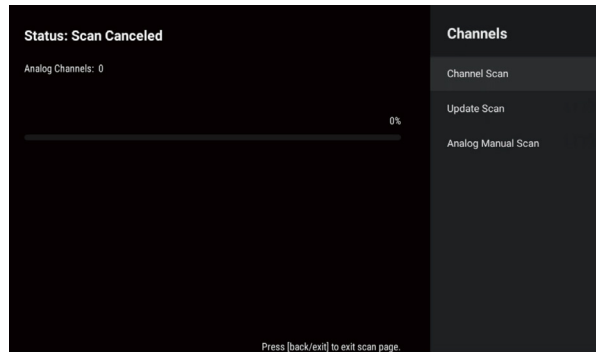 Status: Scan Canceled
Analog Channels: 0
0%
Press [back/exit] to exit scan page.
Channels
Channel Scan
Update Scan
Analog Manual Scan